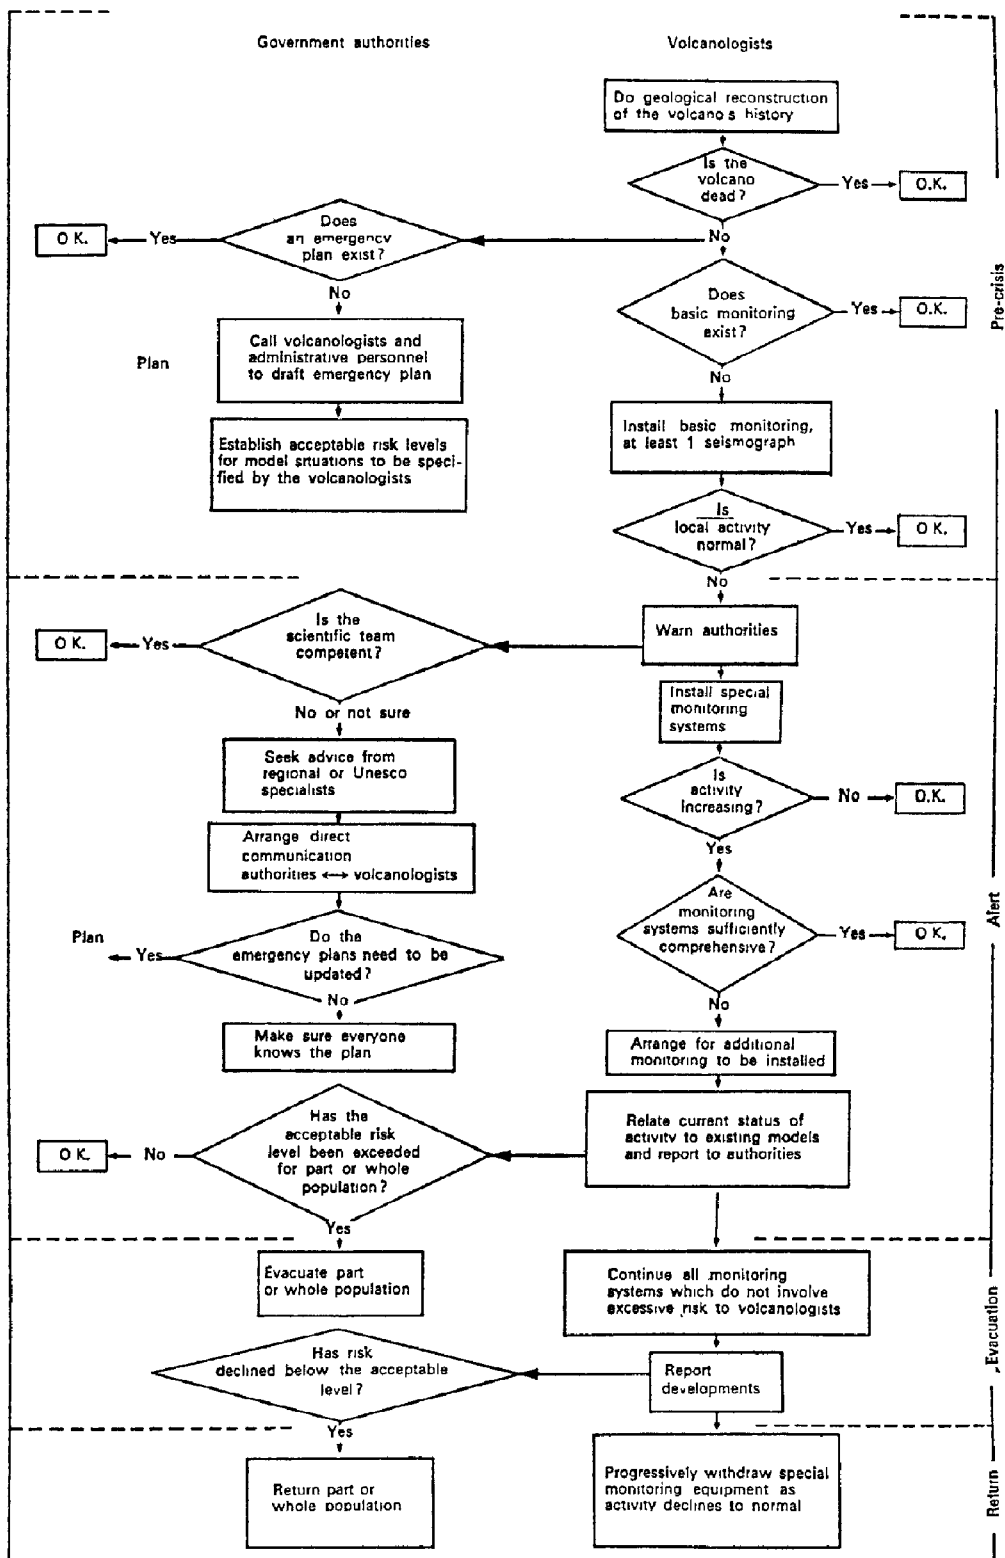 Government authorities
Volcanologists
Do geological reconstruction
of the volcano's history
Is the
volcano
dead?
Yes
O.K.
No
Does
an emergency
plan exist?
Yes
O K.
No
Does
basic monitoring
exist?
Yes
O.K.
No
Pre-crisis
Plan
Call volcanologists and
administrative personnel
to draft emergency plan
Establish acceptable risk levels
for model situations to be speci-
fied by the volcanologists
Install basic monitoring,
at least 1 seismograph
Is
local activity
normal?
Yes
O K.
No
Is the
scientific team
competent?
Yes
O K.
No or not sure
Warn authorities
Install special
monitoring
systems
Seek advice from
regional or Unesco
specialists
Is
activity
increasing?
No
O.K.
Yes
Arrange direct
communication
authorities ↔ volcanologists
Are
monitoring
systems sufficiently
comprehensive?
Yes
O K.
No
Alert
Plan
Yes
Do the
emergency plans need to be
updated?
No
Make sure everyone
knows the plan
Arrange for additional
monitoring to be installed
Has the
acceptable risk
level been exceeded
for part or whole
population?
No
O K.
Yes
Relate current status of
activity to existing models
and report to authorities
Evacuate part
or whole population
Continue all monitoring
systems which do not involve
excessive risk to volcanologists
Evacuation
Has risk
declined below the acceptable
level?
Yes
Report
developments
Return part or
whole population
Progressively withdraw special
monitoring equipment as
activity declines to normal
Return